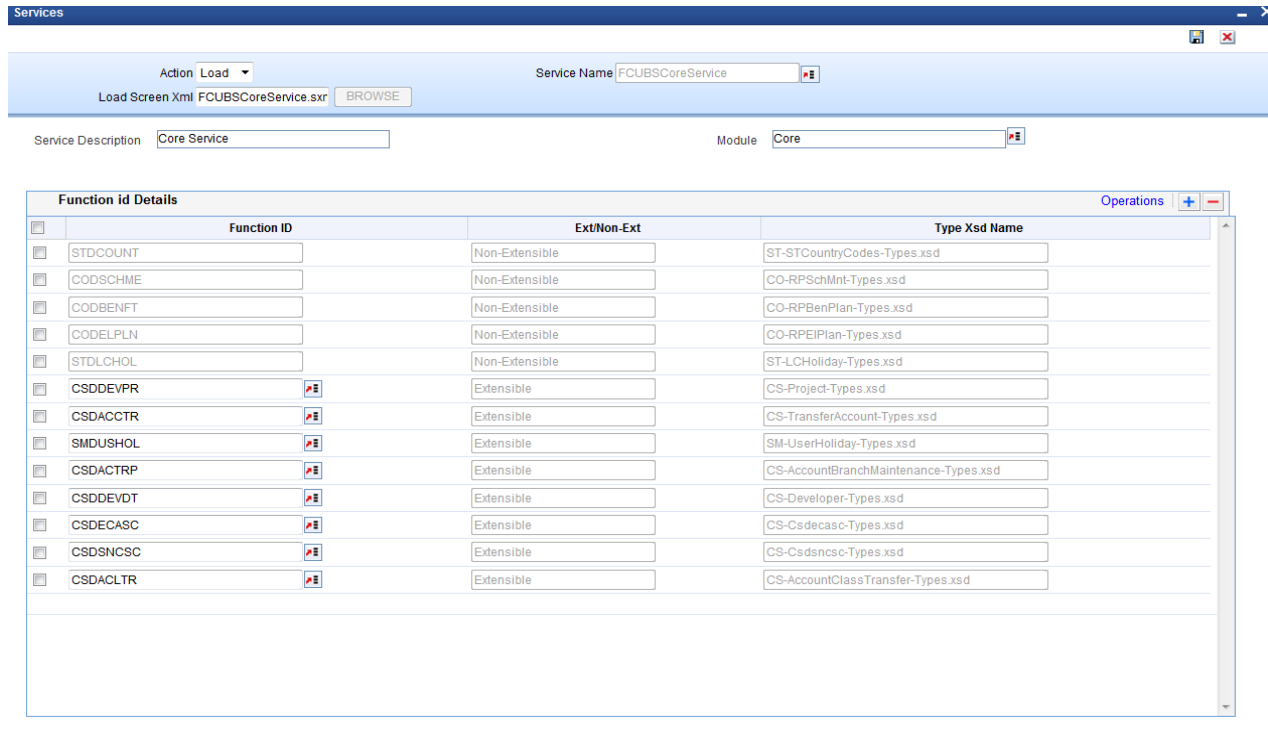 Services
Action Load Service Name FCUBSCoreService
Load Screen Xml FCUBSCoreService.sxr BROWSE
Service Description Core Service Module Core
Function id Details Operations
Function ID Ext/Non-Ext Type Xsd Name
STDCOUNT Non-Extensible ST-STCountryCodes-Types.xsd
CODSCHME Non-Extensible CO-RPSchMnt-Types.xsd
CODBENFT Non-Extensible CO-RPBenPlan-Types.xsd
CODELPLN Non-Extensible CO-RPElPlan-Types.xsd
STDLCHOL Non-Extensible ST-LCHoliday-Types.xsd
CSDDEVPR Extensible CS-Project-Types.xsd
CSDACCTR Extensible CS-TransferAccount-Types.xsd
SMDUSHOL Extensible SM-UserHoliday-Types.xsd
CSDACTRP Extensible CS-AccountBranchMaintenance-Types.xsd
CSDDEVDT Extensible CS-Developer-Types.xsd
CSDECASC Extensible CS-Csdecasc-Types.xsd
CSDSNCSC Extensible CS-Csdsncsc-Types.xsd
CSDACLTR Extensible CS-AccountClassTransfer-Types.xsd